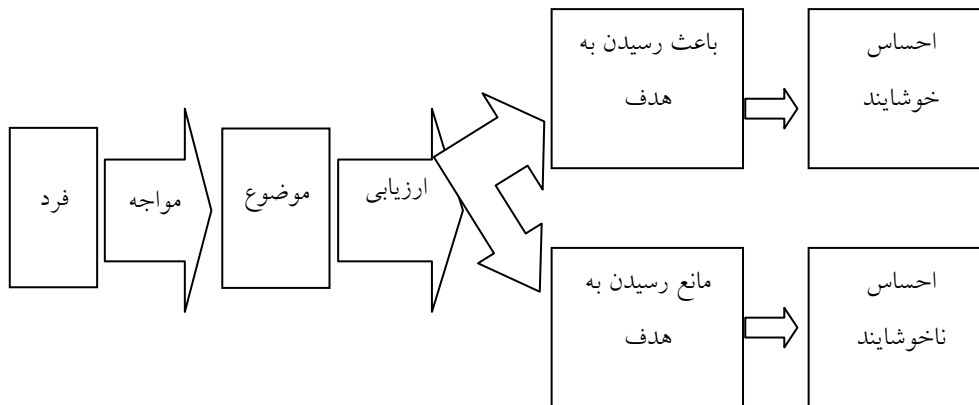 فرد
مواجه
موضوع
ارزیابی
باعث رسیدن به
هدف
احساس
خوشایند
مانع رسیدن به
هدف
احساس
ناخوشایند